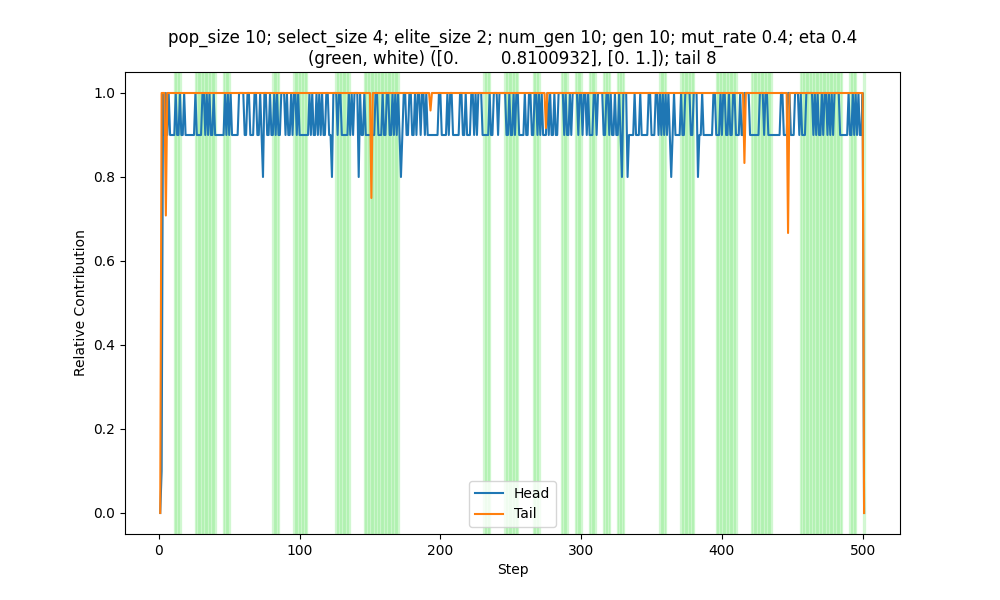 pop_size 10; select_size 4; elite_size 2; num_gen 10; gen 10; mut_rate 0.4; eta 0.4
(green, white) ([0. 0.8100932], [0. 1.]); tail 8
1.0
0.8
0.6
0.4
0.2
0.0
Relative Contribution
Head
Tail
0
100
200
300
400
500
Step